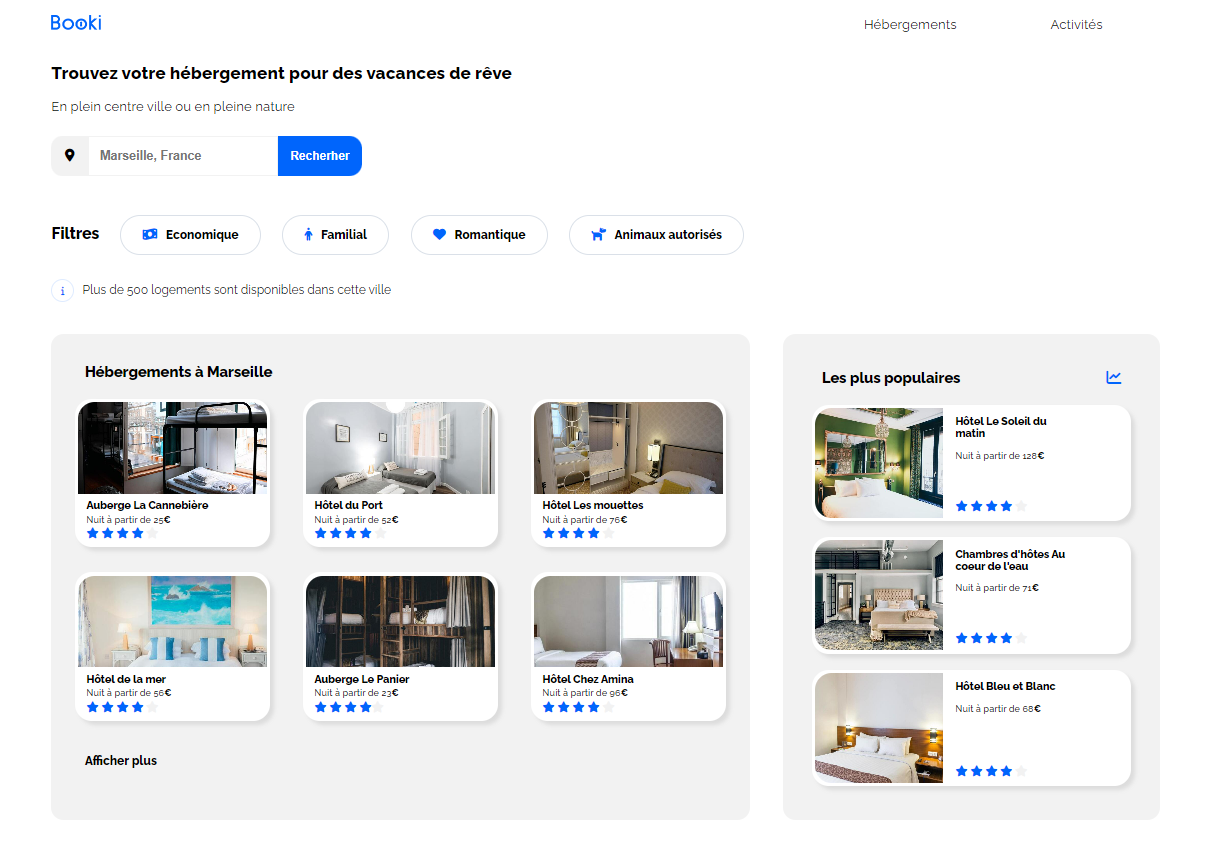 Booki
Hébergements
Activités
Trouvez votre hébergement pour des vacances de rêve
En plein centre ville ou en pleine nature
Marseille, France
Recherher
Filtres
Economique
Familial
Romantique
Animaux autorisés
i
Plus de 500 logements sont disponibles dans cette ville
Hébergements à Marseille
Auberge La Cannebière
Nuit à partir de 25€
Hôtel du Port
Nuit à partir de 52€
Hôtel Les mouettes
Nuit à partir de 76€
Hôtel de la mer
Nuit à partir de 56€
Auberge Le Panier
Nuit à partir de 23€
Hôtel Chez Amina
Nuit à partir de 96€
Afficher plus
Les plus populaires
Hôtel Le Soleil du
matin
Nuit à partir de 128€
Chambres d'hôtes Au
coeur de l'eau
Nuit à partir de 71€
Hôtel Bleu et Blanc
Nuit à partir de 68€